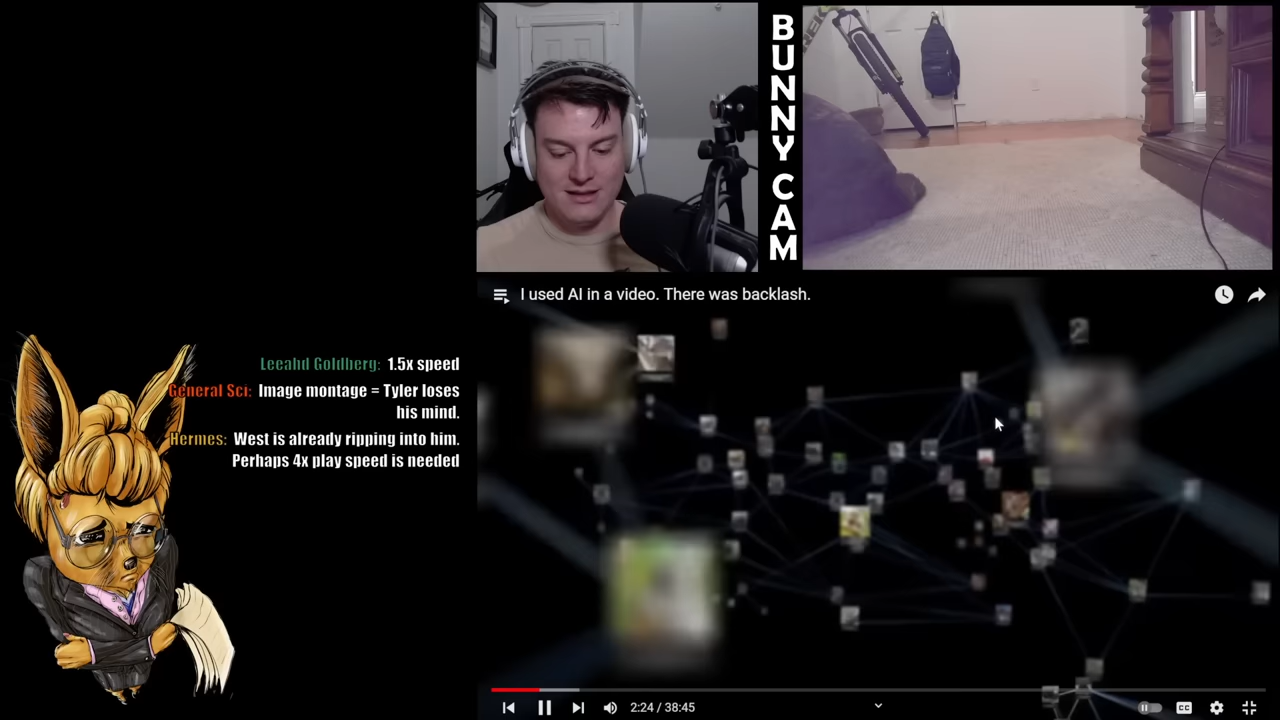 BUNNY CAM
I used AI in a video. There was backlash.
Leeahd Goldberg: 1.5x speed
General Sci: Image montage = Tyler loses
his mind.
Hermes: West is already ripping into him.
Perhaps 4x play speed is needed
2:24 / 38:45
CC